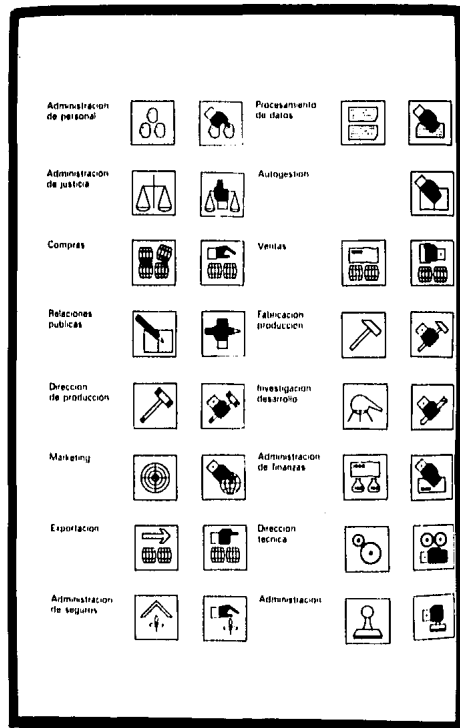 Administracion
de personal
Procesamiento
de datos
Administracion
de justicia
Autogestion
Compras
Ventas
Relaciones
publicas
Fabricacion
produccion
Direccion
de produccion
Investigacion
desarrollo
Marketing
Administracion
de finanzas
Exportacion
Direccion
tecnica
Administracion
de seguros
Administracion